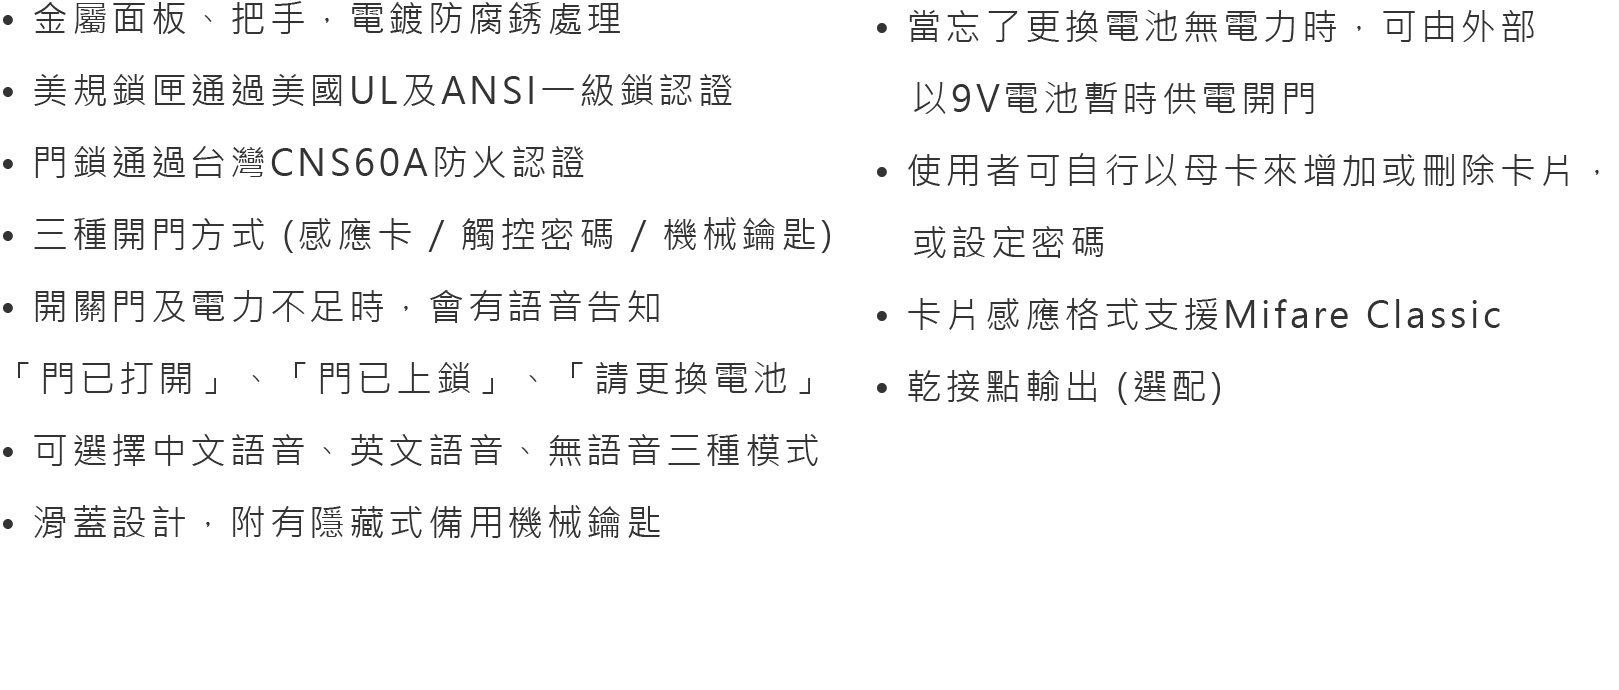 • 金屬面板、把手，電鍍防腐銹處理
• 美規鎖匣通過美國UL及ANSI一級鎖認證
• 門鎖通過台灣CNS60A防火認證
• 三種開門方式 (感應卡 / 觸控密碼 / 機械鑰匙)
• 開關門及電力不足時，會有語音告知
「門已打開」、「門已上鎖」、「請更換電池」
• 可選擇中文語音、英文語音、無語音三種模式
• 滑蓋設計，附有隱藏式備用機械鑰匙
• 當忘了更換電池無電力時，可由外部
以9V電池暫時供電開門
• 使用者可自行以母卡來增加或刪除卡片，
或設定密碼
• 卡片感應格式支援Mifare Classic
• 乾接點輸出 (選配)